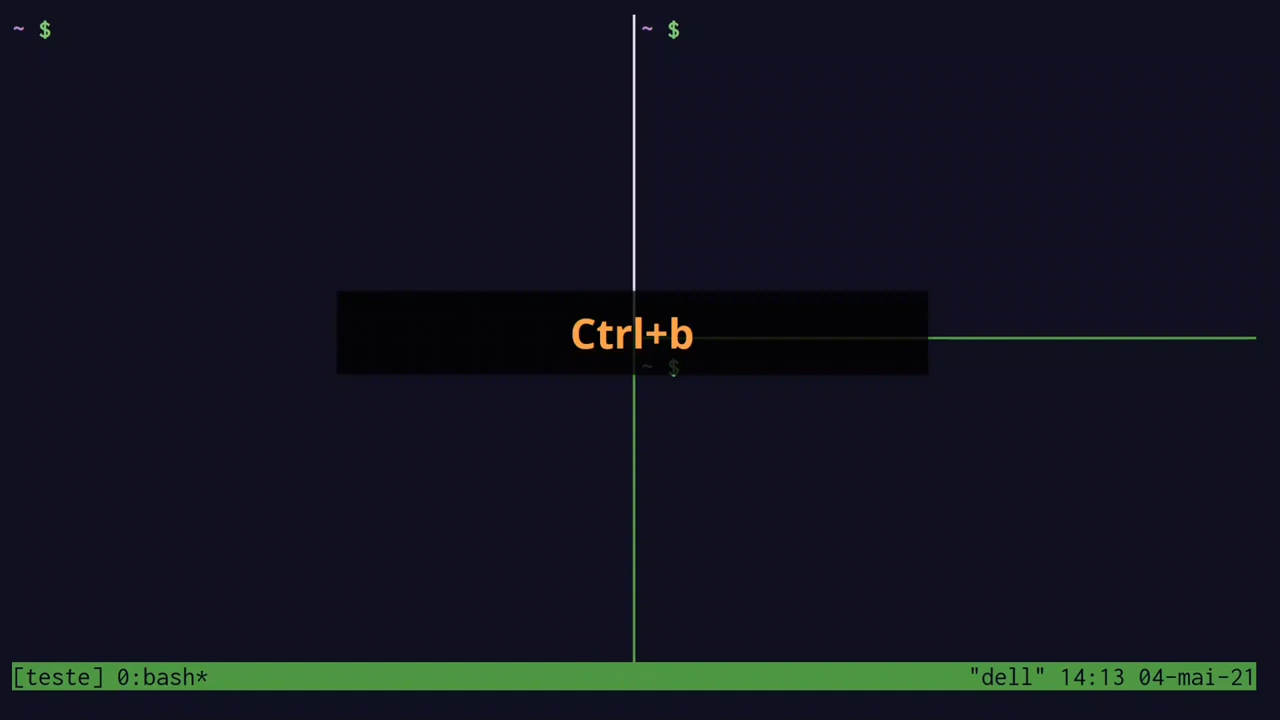 ~ $
~ $
Ctrl+b
~ $
[teste] 0:bash* "dell" 14:13 04-mai-21